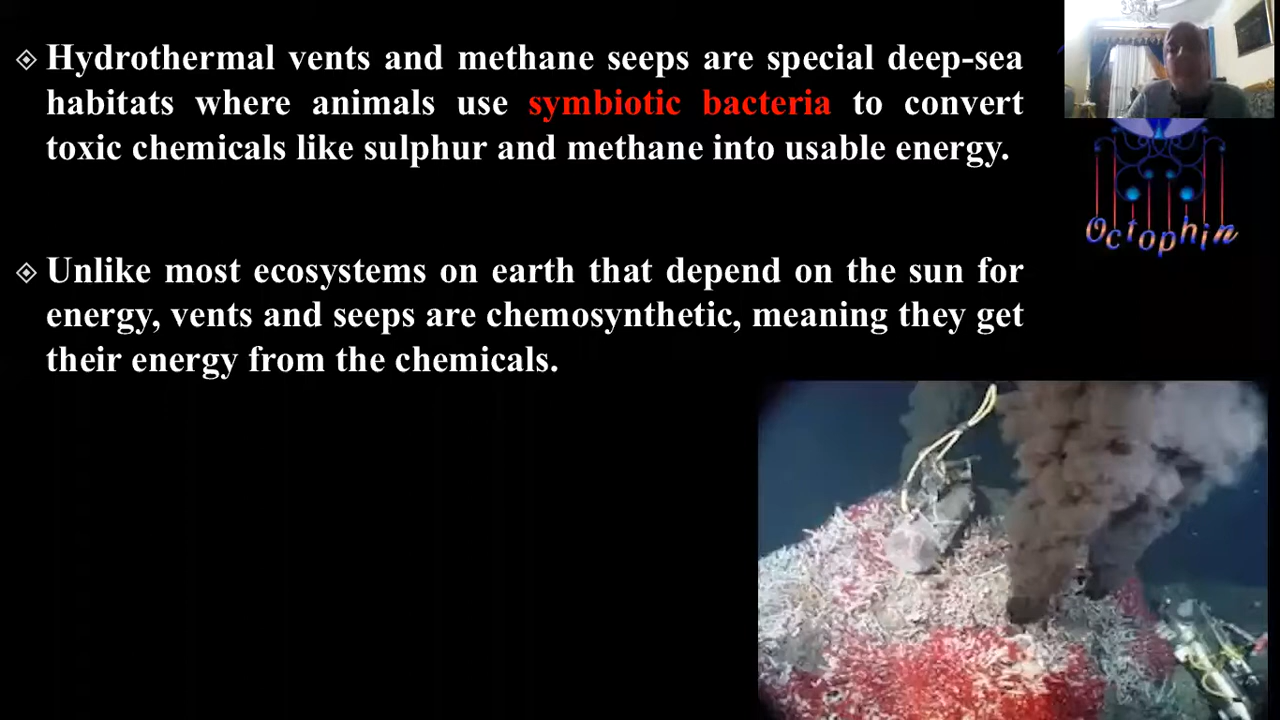 Hydrothermal vents and methane seeps are special deep-sea
habitats where animals use symbiotic bacteria to convert
toxic chemicals like sulphur and methane into usable energy.
Octophin
Unlike most ecosystems on earth that depend on the sun for
energy, vents and seeps are chemosynthetic, meaning they get
their energy from the chemicals.